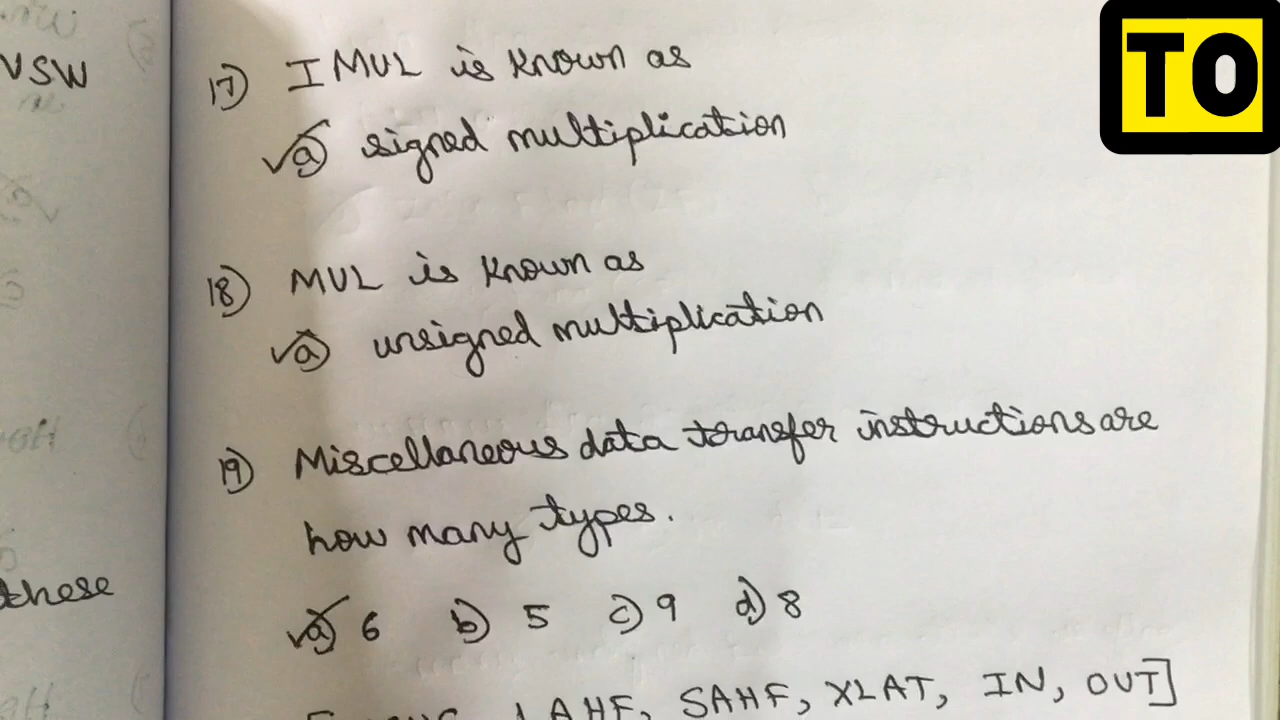 VSW
TO
17) I MUL is known as
a) signed multiplication
18) MUL is known as
a) unsigned multiplication
19) Miscellaneous data transfer instructions are
how many types.
these
a) 6 b) 5 c) 9 d) 8
LAHF, SAHF, XLAT, IN, OUT]